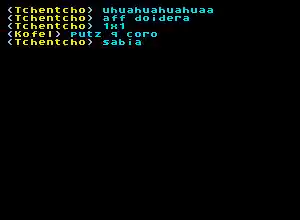 (Tchentcho) uhuahuahuahuaa
(Tchentcho) aff doidera
(Tchentcho) 1x1
(Kofel) putz q coro
(Tchentcho) sabia